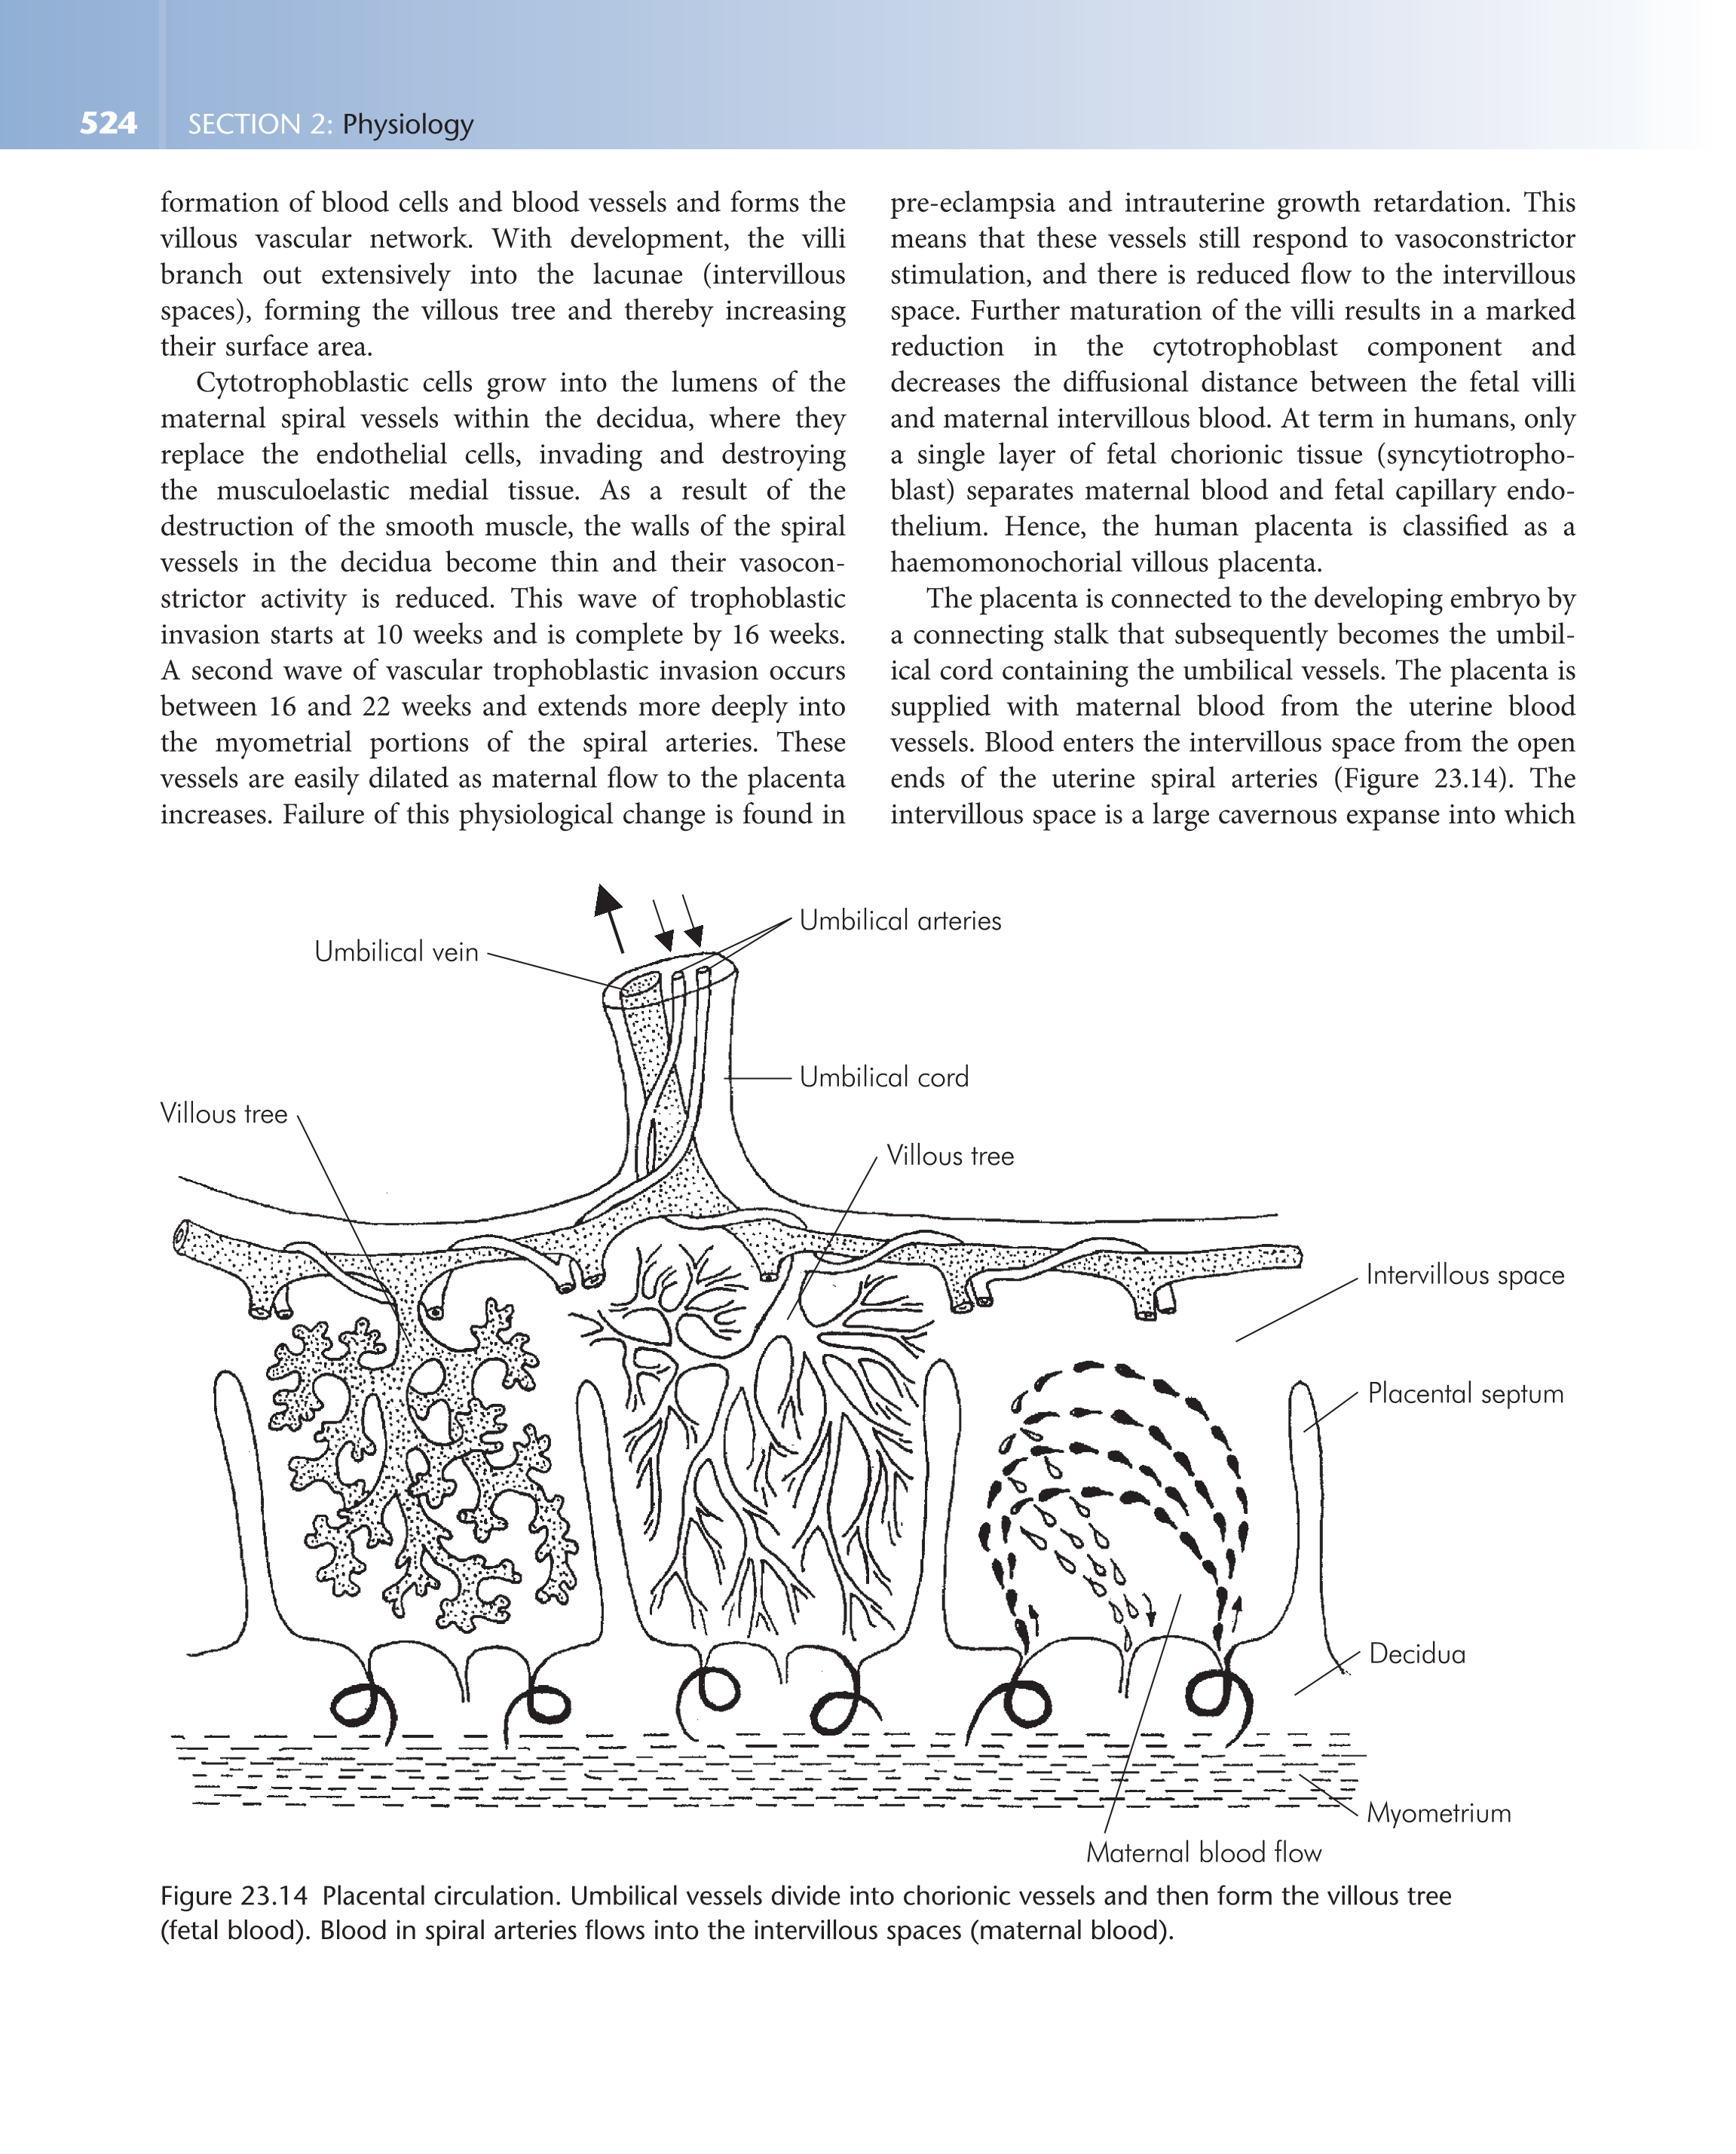 524 SECTION 2: Physiology
formation of blood cells and blood vessels and forms the
villous vascular network. With development, the villi
branch out extensively into the lacunae (intervillous
spaces), forming the villous tree and thereby increasing
their surface area.
Cytotrophoblastic cells grow into the lumens of the
maternal spiral vessels within the decidua, where they
replace the endothelial cells, invading and destroying
the musculoelastic medial tissue. As a result of the
destruction of the smooth muscle, the walls of the spiral
vessels in the decidua become thin and their vasocon-
strictor activity is reduced. This wave of trophoblastic
invasion starts at 10 weeks and is complete by 16 weeks.
A second wave of vascular trophoblastic invasion occurs
between 16 and 22 weeks and extends more deeply into
the myometrial portions of the spiral arteries. These
vessels are easily dilated as maternal flow to the placenta
increases. Failure of this physiological change is found in
pre-eclampsia and intrauterine growth retardation. This
means that these vessels still respond to vasoconstrictor
stimulation, and there is reduced flow to the intervillous
space. Further maturation of the villi results in a marked
reduction in the cytotrophoblast component and
decreases the diffusional distance between the fetal villi
and maternal intervillous blood. At term in humans, only
a single layer of fetal chorionic tissue (syncytiotropho-
blast) separates maternal blood and fetal capillary endo-
thelium. Hence, the human placenta is classified as a
haemomonochorial villous placenta.
The placenta is connected to the developing embryo by
a connecting stalk that subsequently becomes the umbil-
ical cord containing the umbilical vessels. The placenta is
supplied with maternal blood from the uterine blood
vessels. Blood enters the intervillous space from the open
ends of the uterine spiral arteries (Figure 23.14). The
intervillous space is a large cavernous expanse into which
Umbilical arteries
Umbilical vein
Umbilical cord
Villous tree
Villous tree
Intervillous space
Placental septum
Decidua
Myometrium
Maternal blood flow
Figure 23.14 Placental circulation. Umbilical vessels divide into chorionic vessels and then form the villous tree
(fetal blood). Blood in spiral arteries flows into the intervillous spaces (maternal blood).